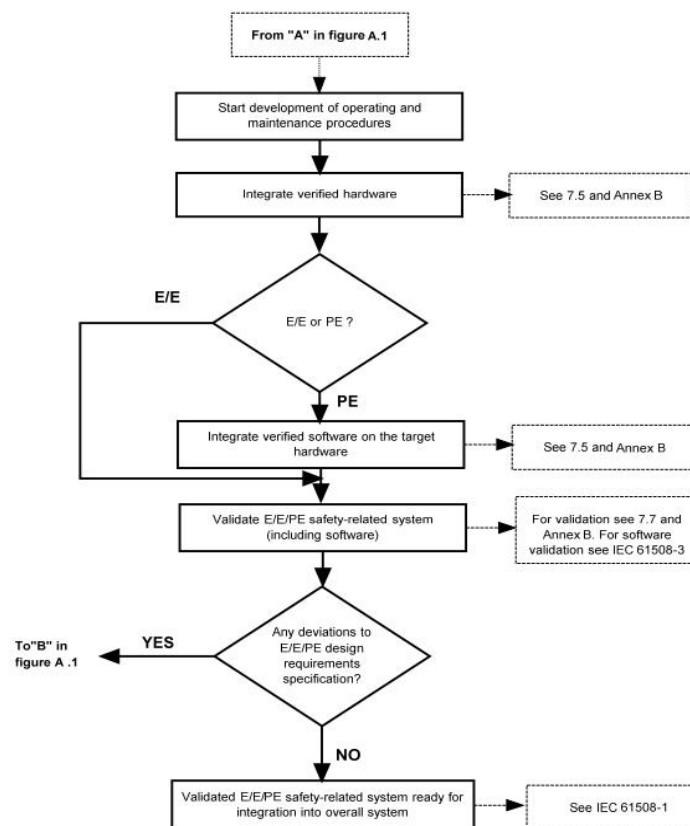 From "A" in figure A.1
Start development of operating and
maintenance procedures
Integrate verified hardware
See 7.5 and Annex B
E/E
E/E or PE ?
PE
Integrate verified software on the target
hardware
See 7.5 and Annex B
Validate E/E/PE safety-related system
(including software)
For validation see 7.7 and
Annex B. For software
validation see IEC 61508-3
To"B" in
figure A .1
YES
Any deviations to
E/E/PE design
requirements
specification?
NO
Validated E/E/PE safety-related system ready for
integration into overall system
See IEC 61508-1